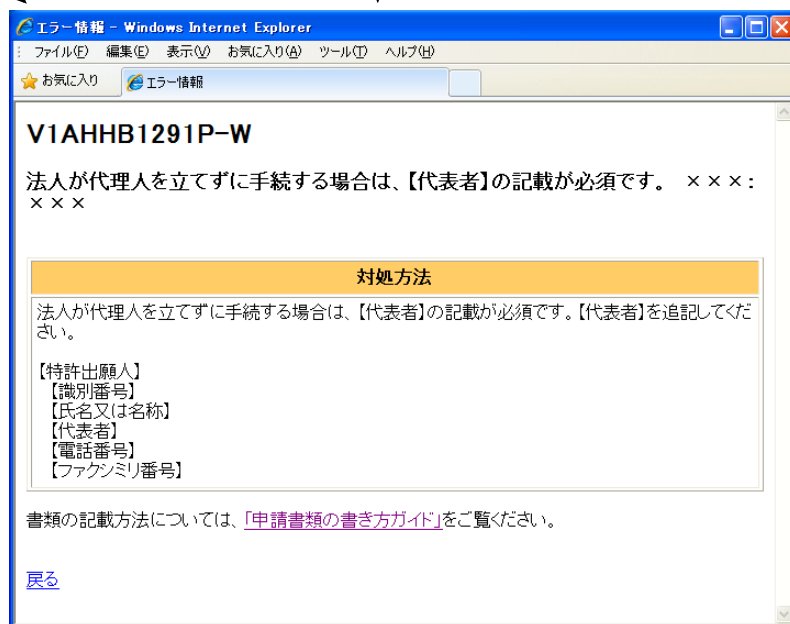 エラー情報 - Windows Internet Explorer
ファイル(F) 編集(E) 表示(V) お気に入り(A) ツール(T) ヘルプ(H)
お気に入り エラー情報
V1AHHB1291P-W
法人が代理人を立てずに手続する場合は、【代表者】の記載が必須です。 ×××:
×××
対処方法
法人が代理人を立てずに手続する場合は、【代表者】の記載が必須です。【代表者】を追記してくだ
さい。
【特許出願人】
【識別番号】
【氏名又は名称】
【代表者】
【電話番号】
【ファクシミリ番号】
書類の記載方法については、「申請書類の書き方ガイド」をご覧ください。
戻る